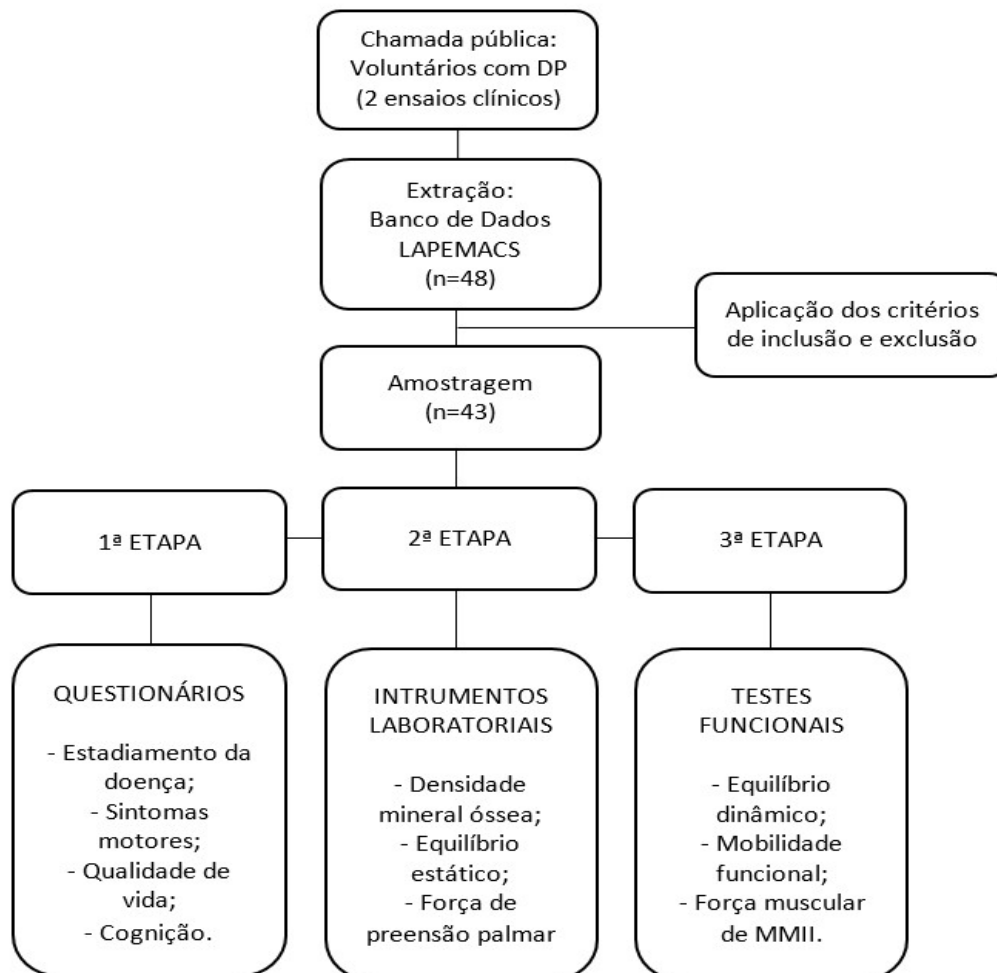 Chamada pública:
Voluntários com DP
(2 ensaios clínicos)
Extração:
Banco de Dados
LAPEMACS
(n=48)
Aplicação dos critérios
de inclusão e exclusão
Amostragem
(n=43)
1ª ETAPA
2ª ETAPA
3ª ETAPA
QUESTIONÁRIOS
- Estadiamento da
doença;
- Sintomas
motores;
- Qualidade de
vida;
- Cognição.
INTRUMENTOS
LABORATORIAIS
- Densidade
mineral óssea;
- Equilíbrio
estático;
- Força de
preensão palmar
TESTES
FUNCIONAIS
- Equilíbrio
dinâmico;
- Mobilidade
funcional;
- Força muscular
de MMII.